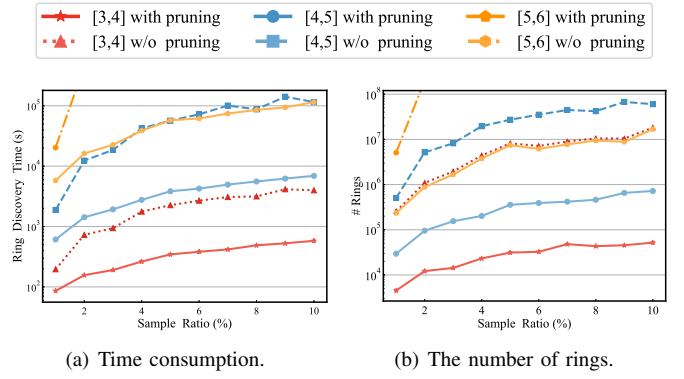 [3,4] with pruning [4,5] with pruning [5,6] with pruning
[3,4] w/o pruning [4,5] w/o pruning [5,6] w/o pruning
Ring Discovery Time (s)
10^5
10^4
10^3
10^2
2 4 6 8 10
Sample Ratio (%)
# Rings
10^8
10^7
10^6
10^5
10^4
2 4 6 8 10
Sample Ratio (%)
(a) Time consumption.
(b) The number of rings.